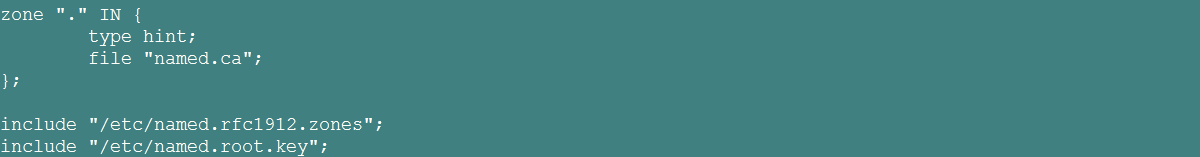 zone "." IN {
        type hint;
        file "named.ca";
};

include "/etc/named.rfc1912.zones";
include "/etc/named.root.key";